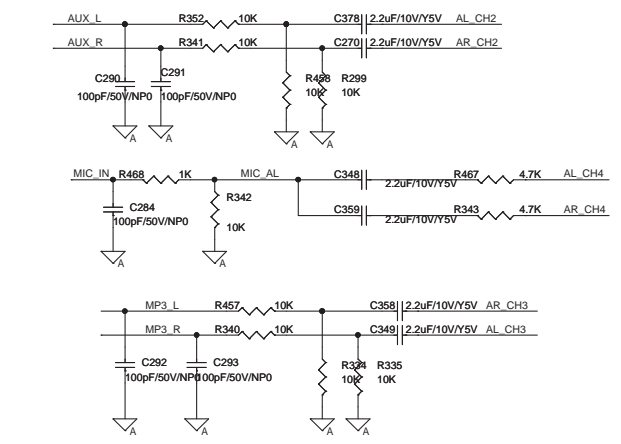 AUX_L R352 10K C378 2.2uF/10V/Y5V AL_CH2
AUX_R R341 10K C270 2.2uF/10V/Y5V AR_CH2
C290 C291 R458 R299
100pF/50V/NP0 100pF/50V/NP0 10K 10K
A A A A
MIC_IN R468 1K MIC_AL C348 2.2uF/10V/Y5V R467 4.7K AL_CH4
C284 R342 C359 2.2uF/10V/Y5V R343 4.7K AR_CH4
100pF/50V/NP0 10K
A A
MP3_L R457 10K C358 2.2uF/10V/Y5V AR_CH3
MP3_R R340 10K C349 2.2uF/10V/Y5V AL_CH3
C292 C293 R334 R335
100pF/50V/NP0 100pF/50V/NP0 10K 10K
A A A A